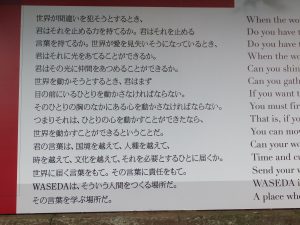 世界が間違いを犯そうとするとき、
君はそれを止める力を持てるか。君はそれを止める
言葉を持てるか。世界が愛を見失いそうになっているとき、
君はそれに光をあてることができるか。
君はその光に仲間をあつめることができるか。
世界を動かそうとするとき、君はまず
目の前にいるひとりを動かさなければならない。
そのひとりの胸のなかにある心を動かさなければならない。
つまりそれは、ひとりの心を動かすことができたなら、
世界を動かすことができるということだ。
君の言葉は、国境を越えて、人種を越えて、
時を越えて、文化を越えて、それを必要とするひとに届くか。
世界に届く言葉をもて。その言葉に責任をもて。
WASEDAは、そういう人間をつくる場所だ。
その言葉を学ぶ場所だ。
When the wor
Do you have t
Do you have t
When the wor
Can you shin
Can you gath
If you want t
You must fir
That is, if yo
You can mov
Can your wo
Time and cu
Send your w
WASEDA i
A place whe